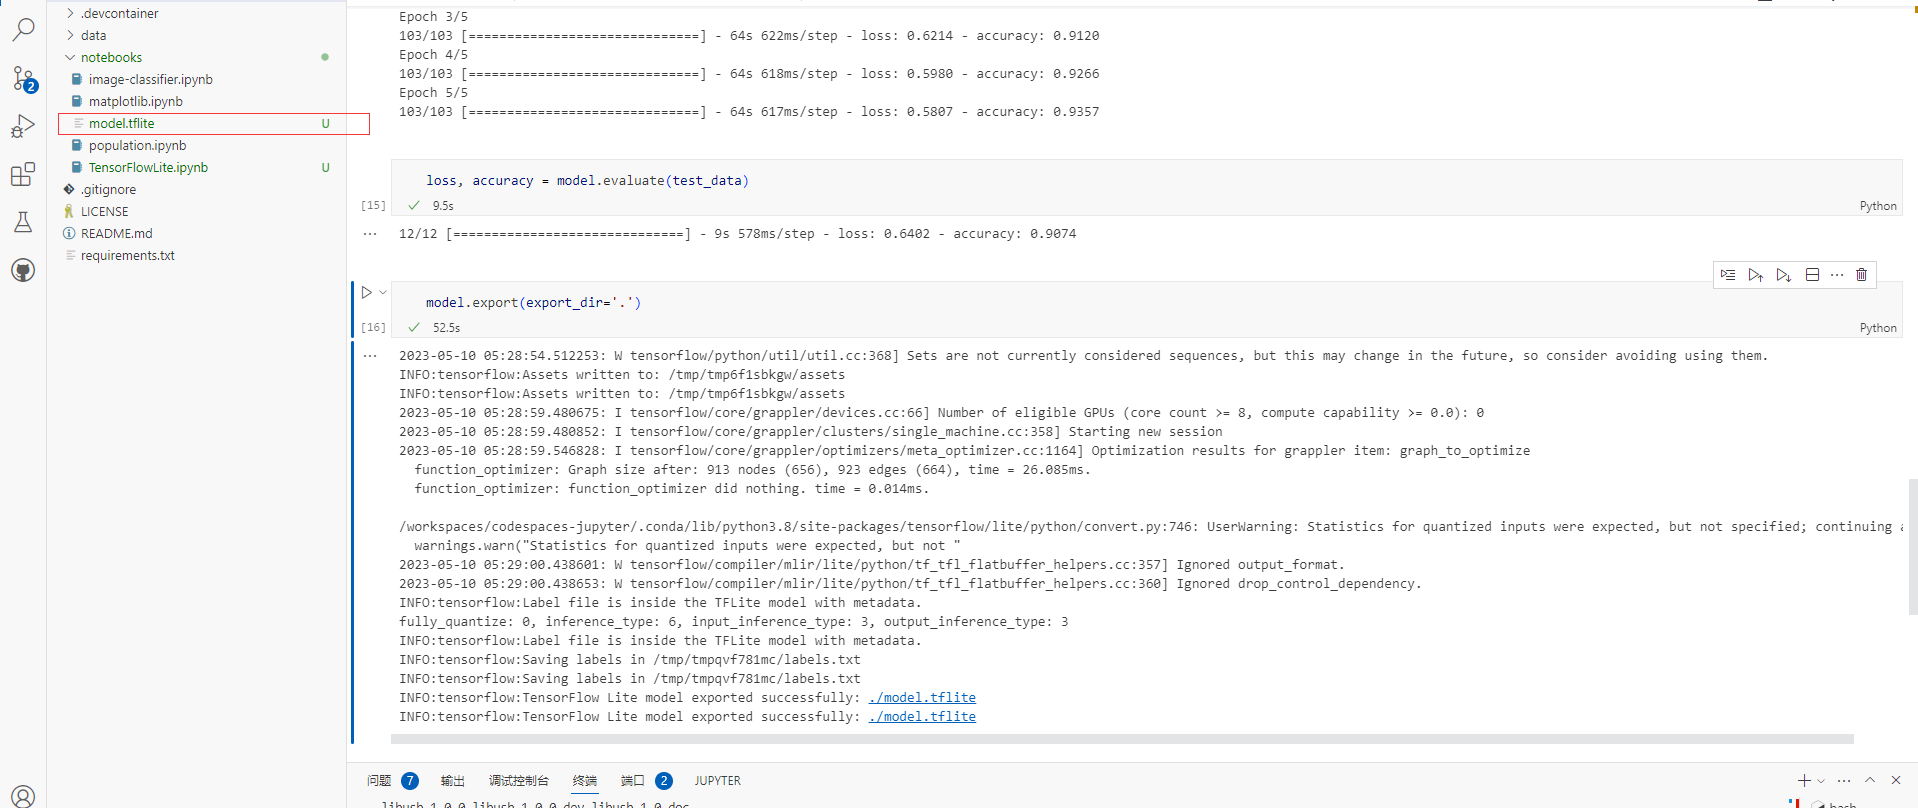 .devcontainer
data
notebooks
image-classifier.ipynb
matplotlib.ipynb
model.tflite U
population.ipynb
TensorFlowLite.ipynb U
.gitignore
LICENSE
README.md
requirements.txt
2
Epoch 3/5
103/103 [==============================] - 64s 622ms/step - loss: 0.6214 - accuracy: 0.9120
Epoch 4/5
103/103 [==============================] - 64s 618ms/step - loss: 0.5980 - accuracy: 0.9266
Epoch 5/5
103/103 [==============================] - 64s 617ms/step - loss: 0.5807 - accuracy: 0.9357
loss, accuracy = model.evaluate(test_data)
[15] 9.5s Python
12/12 [==============================] - 9s 578ms/step - loss: 0.6402 - accuracy: 0.9074
model.export(export_dir='.')
[16] 52.5s Python
2023-05-10 05:28:54.512253: W tensorflow/python/util/util.cc:368] Sets are not currently considered sequences, but this may change in the future, so consider avoiding using them.
INFO:tensorflow:Assets written to: /tmp/tmp6f1sbkgw/assets
INFO:tensorflow:Assets written to: /tmp/tmp6f1sbkgw/assets
2023-05-10 05:28:59.480675: I tensorflow/core/grappler/devices.cc:66] Number of eligible GPUs (core count >= 8, compute capability >= 0.0): 0
2023-05-10 05:28:59.480852: I tensorflow/core/grappler/clusters/single_machine.cc:358] Starting new session
2023-05-10 05:28:59.546828: I tensorflow/core/grappler/optimizers/meta_optimizer.cc:1164] Optimization results for grappler item: graph_to_optimize
function_optimizer: Graph size after: 913 nodes (656), 923 edges (664), time = 26.085ms.
function_optimizer: function_optimizer did nothing. time = 0.014ms.
/workspaces/codespaces-jupyter/.conda/lib/python3.8/site-packages/tensorflow/lite/python/convert.py:746: UserWarning: Statistics for quantized inputs were expected, but not specified; continuing
warnings.warn("Statistics for quantized inputs were expected, but not "
2023-05-10 05:29:00.438601: W tensorflow/compiler/mlir/lite/python/tf_tfl_flatbuffer_helpers.cc:357] Ignored output_format.
2023-05-10 05:29:00.438653: W tensorflow/compiler/mlir/lite/python/tf_tfl_flatbuffer_helpers.cc:360] Ignored drop_control_dependency.
INFO:tensorflow:Label file is inside the TFLite model with metadata.
fully_quantize: 0, inference_type: 6, input_inference_type: 3, output_inference_type: 3
INFO:tensorflow:Label file is inside the TFLite model with metadata.
INFO:tensorflow:Saving labels in /tmp/tmpqvf781mc/labels.txt
INFO:tensorflow:Saving labels in /tmp/tmpqvf781mc/labels.txt
INFO:tensorflow:TensorFlow Lite model exported successfully: ./model.tflite
INFO:tensorflow:TensorFlow Lite model exported successfully: ./model.tflite
问题 7 输出 调试控制台 终端 端口 2 JUPYTER
libusb-1.0-0 libusb-1.0-0-dev libusb-1.0-doc
bash